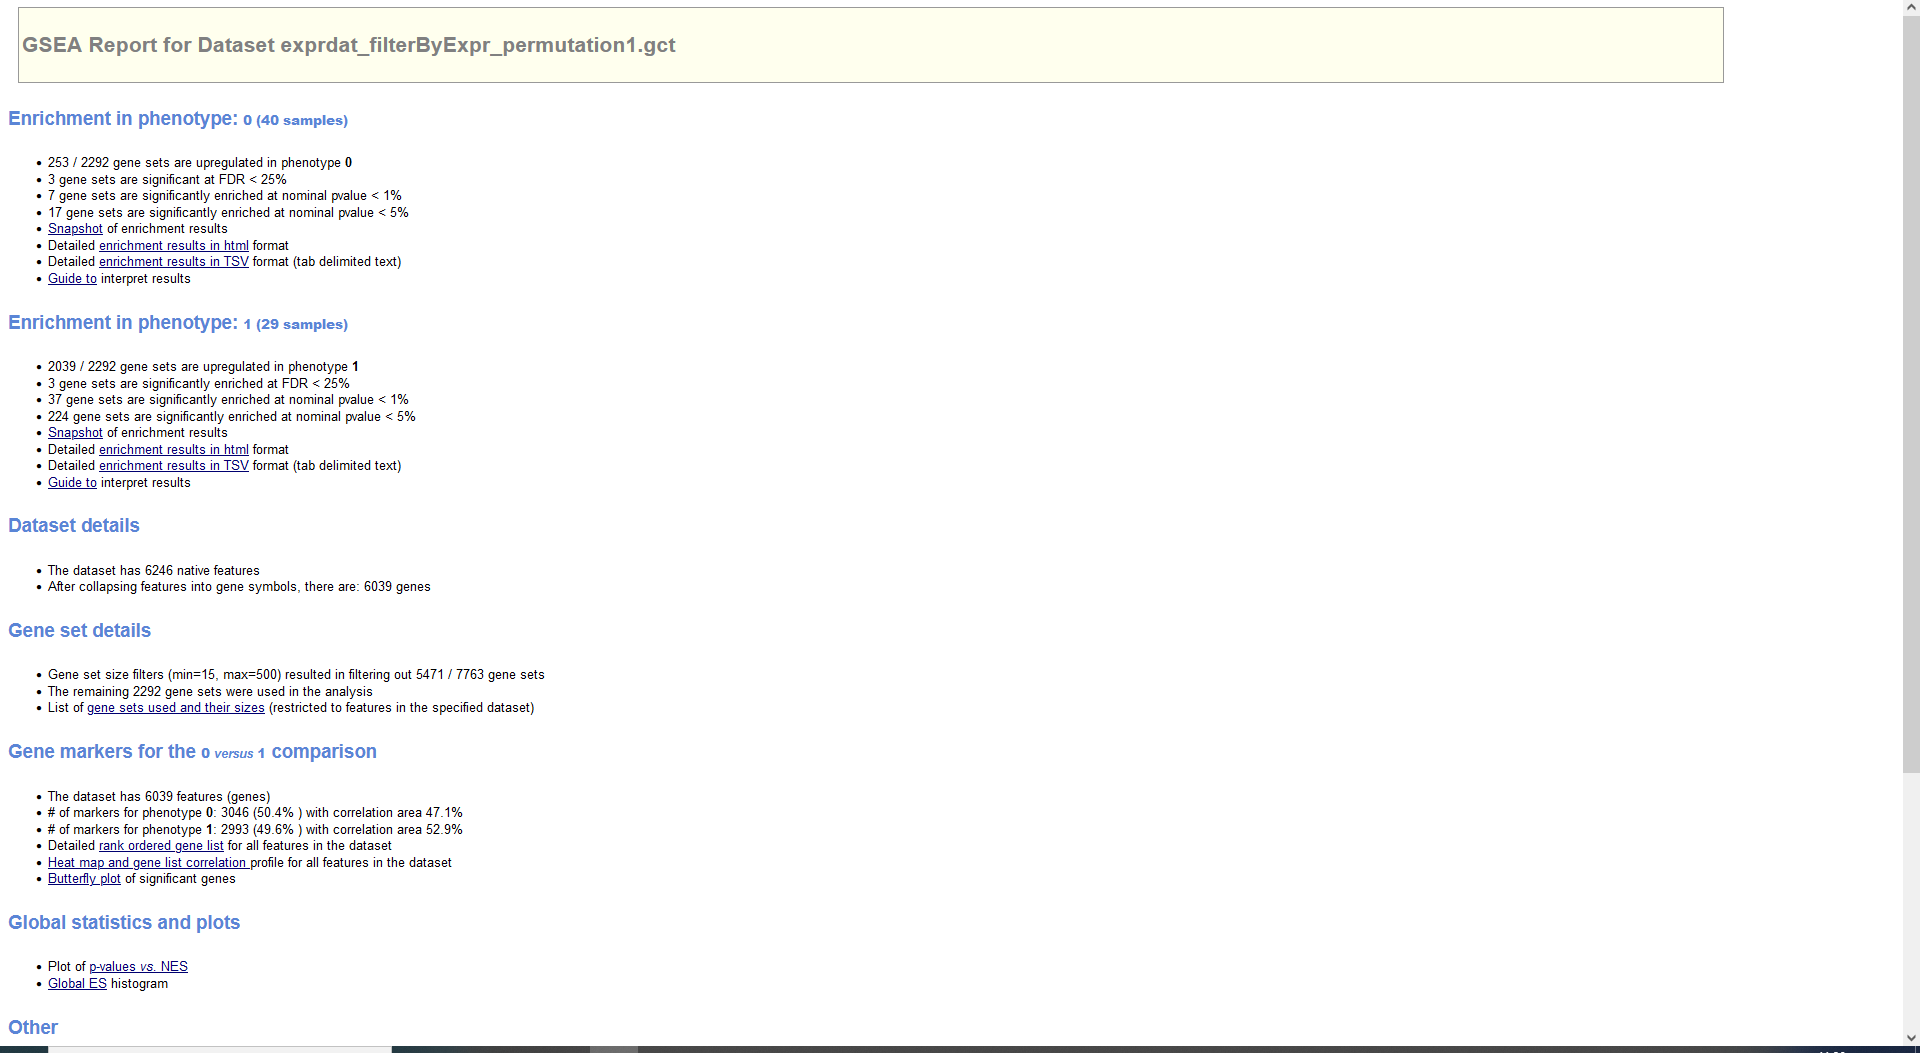 GSEA Report for Dataset exprdat_filterByExpr_permutation1.gct
Enrichment in phenotype: 0 (40 samples)
253 / 2292 gene sets are upregulated in phenotype 0
3 gene sets are significant at FDR < 25%
7 gene sets are significantly enriched at nominal pvalue < 1%
17 gene sets are significantly enriched at nominal pvalue < 5%
Snapshot of enrichment results
Detailed enrichment results in html format
Detailed enrichment results in TSV format (tab delimited text)
Guide to interpret results
Enrichment in phenotype: 1 (29 samples)
2039 / 2292 gene sets are upregulated in phenotype 1
3 gene sets are significantly enriched at FDR < 25%
37 gene sets are significantly enriched at nominal pvalue < 1%
224 gene sets are significantly enriched at nominal pvalue < 5%
Snapshot of enrichment results
Detailed enrichment results in html format
Detailed enrichment results in TSV format (tab delimited text)
Guide to interpret results
Dataset details
The dataset has 6246 native features
After collapsing features into gene symbols, there are: 6039 genes
Gene set details
Gene set size filters (min=15, max=500) resulted in filtering out 5471 / 7763 gene sets
The remaining 2292 gene sets were used in the analysis
List of gene sets used and their sizes (restricted to features in the specified dataset)
Gene markers for the 0 versus 1 comparison
The dataset has 6039 features (genes)
# of markers for phenotype 0: 3046 (50.4% ) with correlation area 47.1%
# of markers for phenotype 1: 2993 (49.6% ) with correlation area 52.9%
Detailed rank ordered gene list for all features in the dataset
Heat map and gene list correlation profile for all features in the dataset
Butterfly plot of significant genes
Global statistics and plots
Plot of p-values vs. NES
Global ES histogram
Other